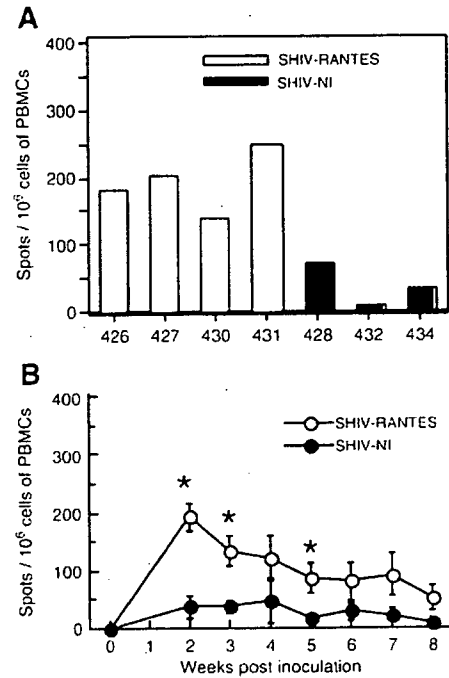 A
400
300
200
100
0
Spots / 10⁶ cells of PBMCs
SHIV-RANTES
SHIV-NI
426 427 430 431 428 432 434
B
400
300
200
100
0
Spots / 10⁶ cells of PBMCs
SHIV-RANTES
SHIV-NI
* * *
0 1 2 3 4 5 6 7 8
Weeks post inoculation